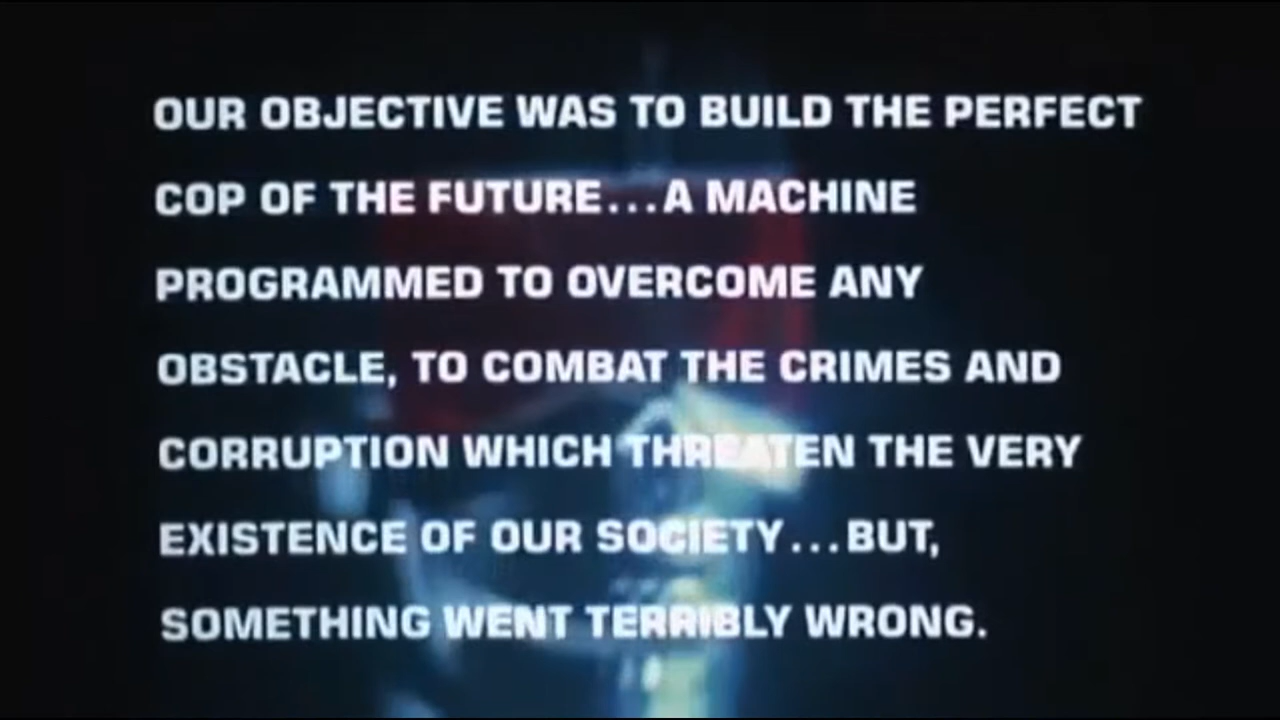 OUR OBJECTIVE WAS TO BUILD THE PERFECT
COP OF THE FUTURE...A MACHINE
PROGRAMMED TO OVERCOME ANY
OBSTACLE, TO COMBAT THE CRIMES AND
CORRUPTION WHICH THREATEN THE VERY
EXISTENCE OF OUR SOCIETY...BUT,
SOMETHING WENT TERRIBLY WRONG.